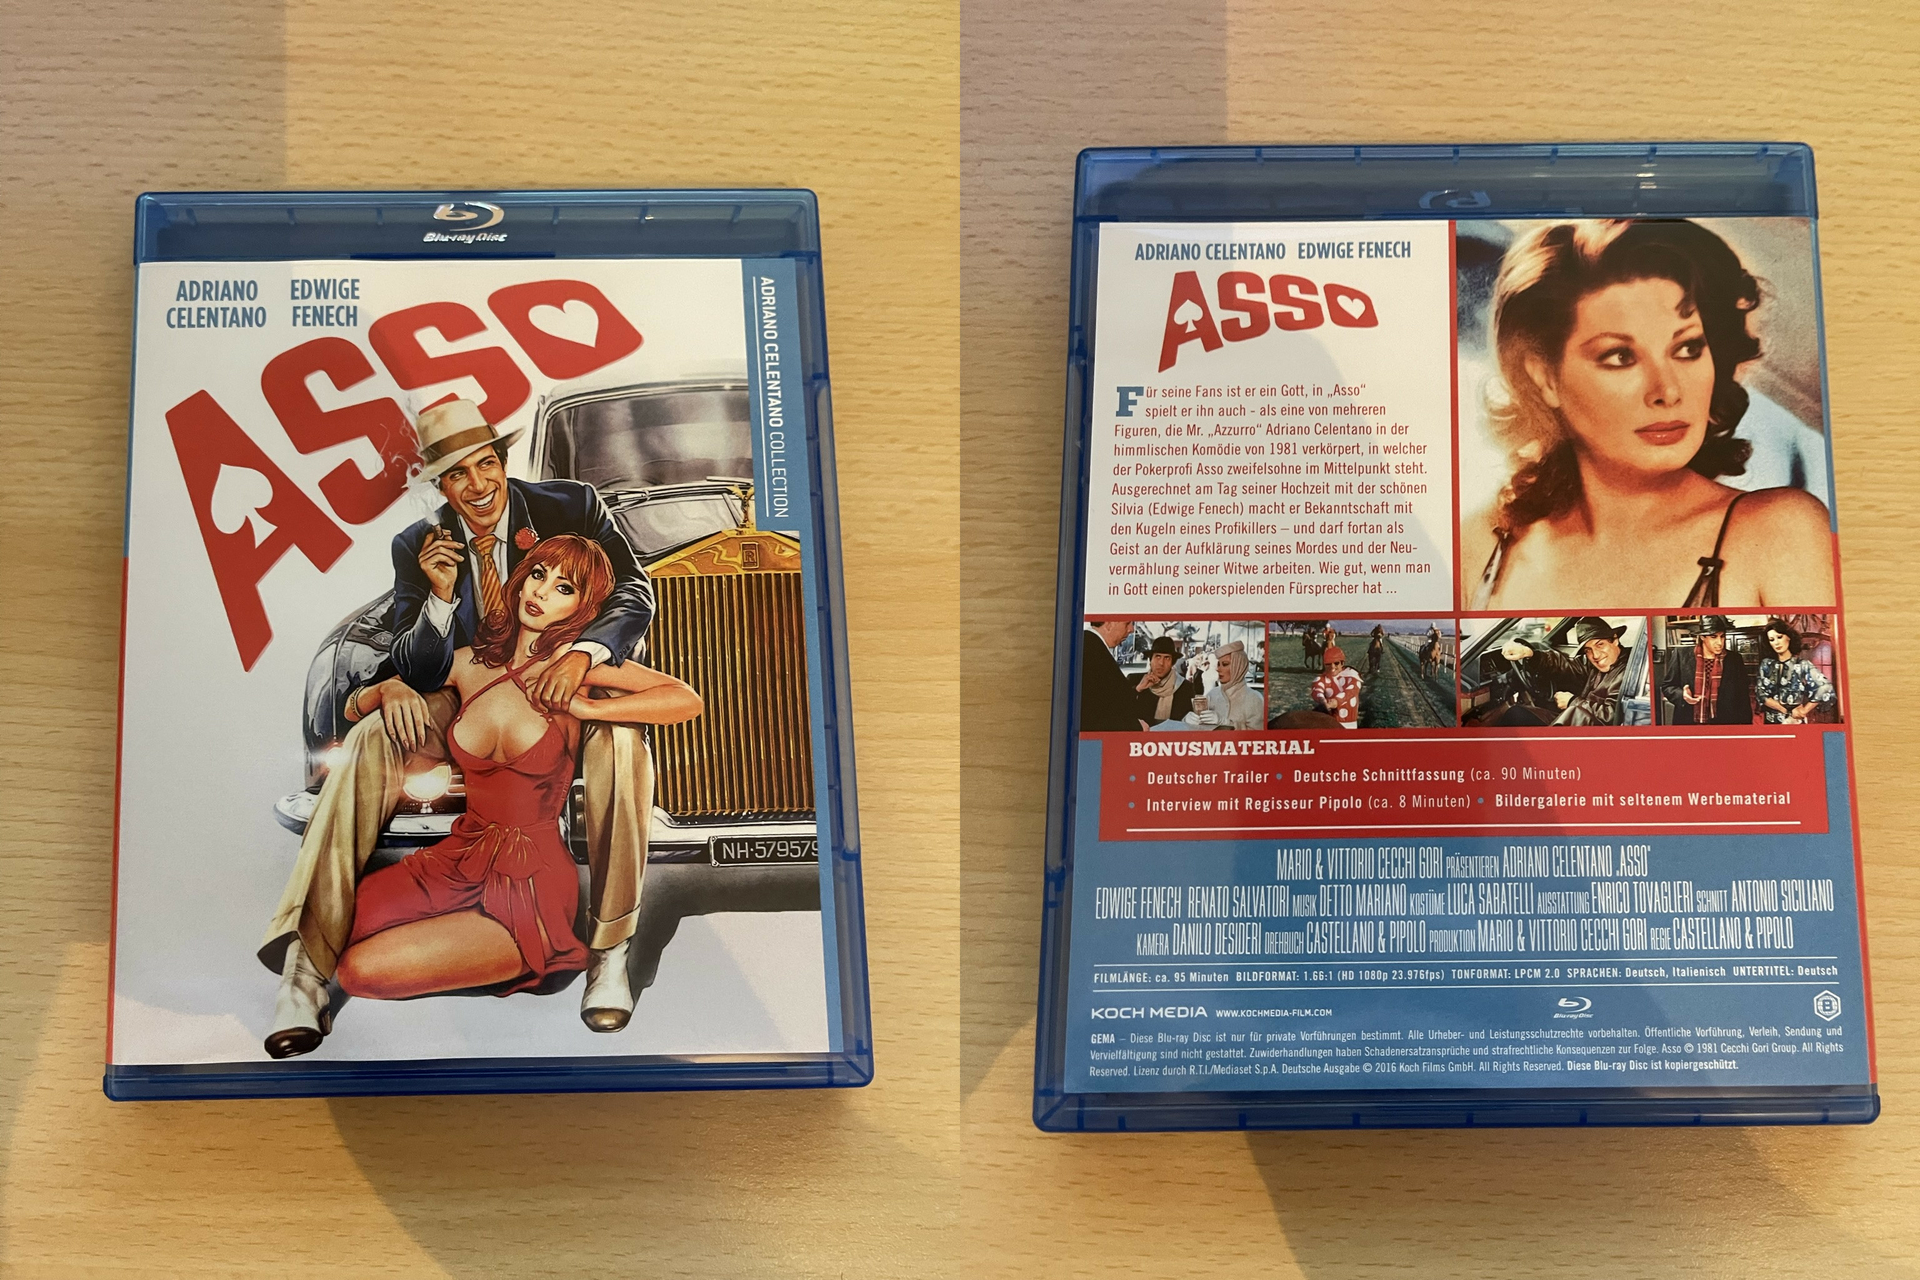 Blu-ray Disc
ADRIANO CELENTANO
EDWIGE FENECH
ASSO
ADRIANO CELENTANO COLLECTION
R
NH·579579
ADRIANO CELENTANO EDWIGE FENECH
ASSO
Für seine Fans ist er ein Gott, in „Asso“
spielt er ihn auch - als eine von mehreren
Figuren, die Mr. „Azzurro“ Adriano Celentano in der
himmlischen Komödie von 1981 verkörpert, in welcher
der Pokerprofi Asso zweifelsohne im Mittelpunkt steht.
Ausgerechnet am Tag seiner Hochzeit mit der schönen
Silvia (Edwige Fenech) macht er Bekanntschaft mit
den Kugeln eines Profikillers – und darf fortan als
Geist an der Aufklärung seines Mordes und der Neu-
vermählung seiner Witwe arbeiten. Wie gut, wenn man
in Gott einen pokerspielenden Fürsprecher hat ...
BONUSMATERIAL
• Deutscher Trailer • Deutsche Schnittfassung (ca. 90 Minuten)
• Interview mit Regisseur Pipolo (ca. 8 Minuten) • Bildergalerie mit seltenem Werbematerial
MARIO & VITTORIO CECCHI GORI PRÄSENTIEREN ADRIANO CELENTANO „ASSO“
EDWIGE FENECH RENATO SALVATORI MUSIK DETTO MARIANO KOSTÜME LUCA SABATELLI AUSSTATTUNG ENRICO TOVAGLIERI SCHNITT ANTONIO SICILIANO
KAMERA DANILO DESIDERI DREHBUCH CASTELLANO & PIPOLO PRODUKTION MARIO & VITTORIO CECCHI GORI REGIE CASTELLANO & PIPOLO
FILMLÄNGE: ca. 95 Minuten BILDFORMAT: 1.66:1 (HD 1080p 23.976fps) TONFORMAT: LPCM 2.0 SPRACHEN: Deutsch, Italienisch UNTERTITEL: Deutsch
KOCH MEDIA WWW.KOCHMEDIA-FILM.COM
Blu-ray Disc
B
GEMA – Diese Blu-ray Disc ist nur für private Vorführungen bestimmt. Alle Urheber- und Leistungsschutzrechte vorbehalten. Öffentliche Vorführung, Verleih, Sendung und
Vervielfältigung sind nicht gestattet. Zuwiderhandlungen haben Schadenersatzansprüche und strafrechtliche Konsequenzen zur Folge. Asso © 1981 Cecchi Gori Group. All Rights
Reserved. Lizenz durch R.T.I./Mediaset S.p.A. Deutsche Ausgabe © 2016 Koch Films GmbH. All Rights Reserved. Diese Blu-ray Disc ist kopiergeschützt.